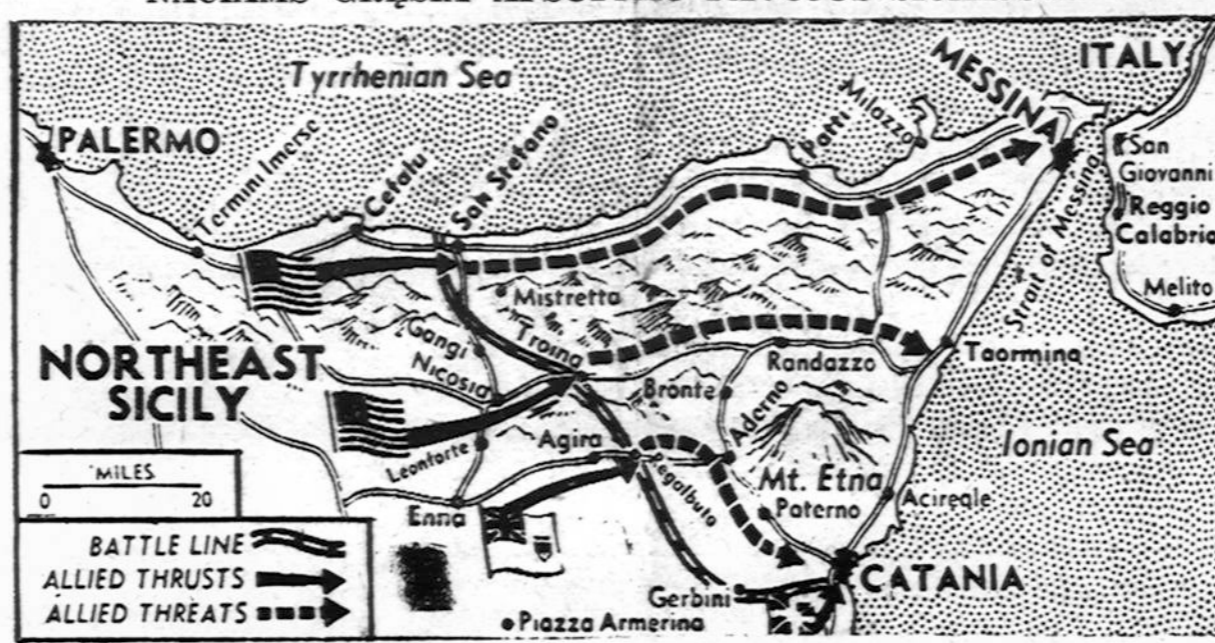 Tyrrhenian Sea
ITALY
MESSINA
PALERMO
Termini Imerse
Cefalu
San Stefano
Patti
Milazzo
San
Giovanni
Reggio
Calabria
Melito
Strait of Messina
Mistretta
Gangi
Nicosia
Troina
Randazzo
Taormina
NORTHEAST
SICILY
Bronte
Aderno
Ionian Sea
Leonforte
Agira
Regalbuto
Mt. Etna
Paterno
Acireale
Enna
MILES
0 20
BATTLE LINE
ALLIED THRUSTS
ALLIED THREATS
Gerbini
CATANIA
Piazza Armerina